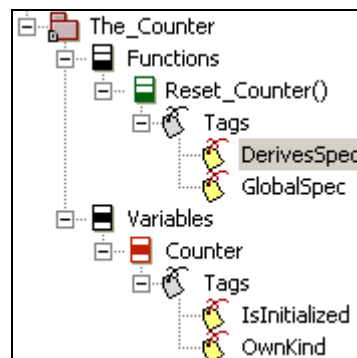 The_Counter
Functions
Reset_Counter()
Tags
DerivesSpec
GlobalSpec
Variables
Counter
Tags
IsInitialized
OwnKind